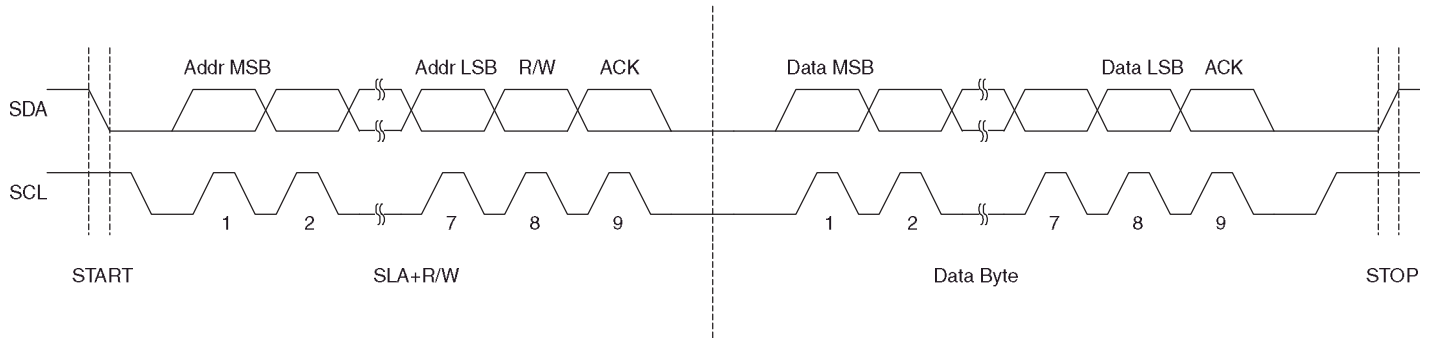 Addr MSB Addr LSB R/W ACK Data MSB Data LSB ACK
SDA
SCL
1 2 7 8 9 1 2 7 8 9
START SLA+R/W Data Byte STOP